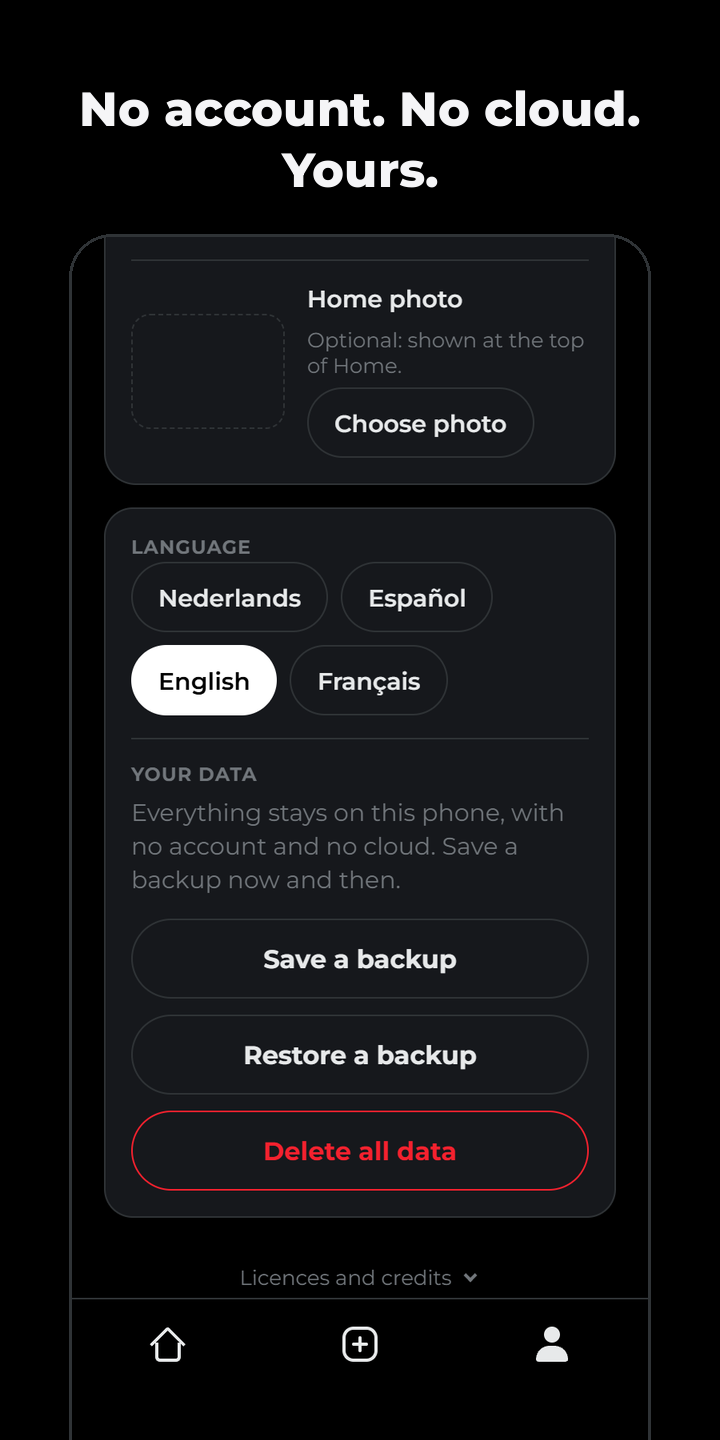 No account. No cloud.
Yours.
Home photo
Optional: shown at the top
of Home.
Choose photo
LANGUAGE
Nederlands
Español
English
Français
YOUR DATA
Everything stays on this phone, with
no account and no cloud. Save a
backup now and then.
Save a backup
Restore a backup
Delete all data
Licences and credits